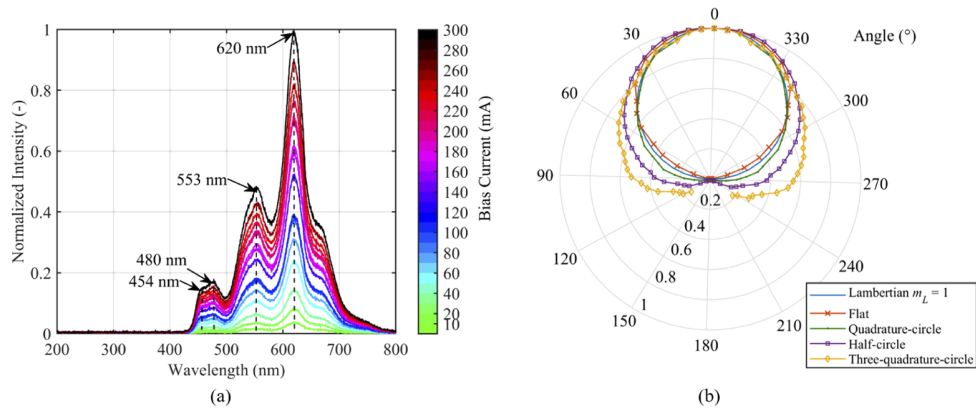 1
0.8
0.6
0.4
0.2
0
200 300 400 500 600 700 800
Normalized Intensity (-)
Wavelength (nm)
620 nm
553 nm
480 nm
454 nm
300
280
260
240
220
200
180
160
140
120
100
80
60
40
20
10
Bias Current (mA)
(a)
0
30
330
Angle (°)
60
300
90
270
0.2
0.4
120
240
0.6
0.8
1
150
210
180
Lambertian m_L = 1
Flat
Quadrature-circle
Half-circle
Three-quadrature-circle
(b)